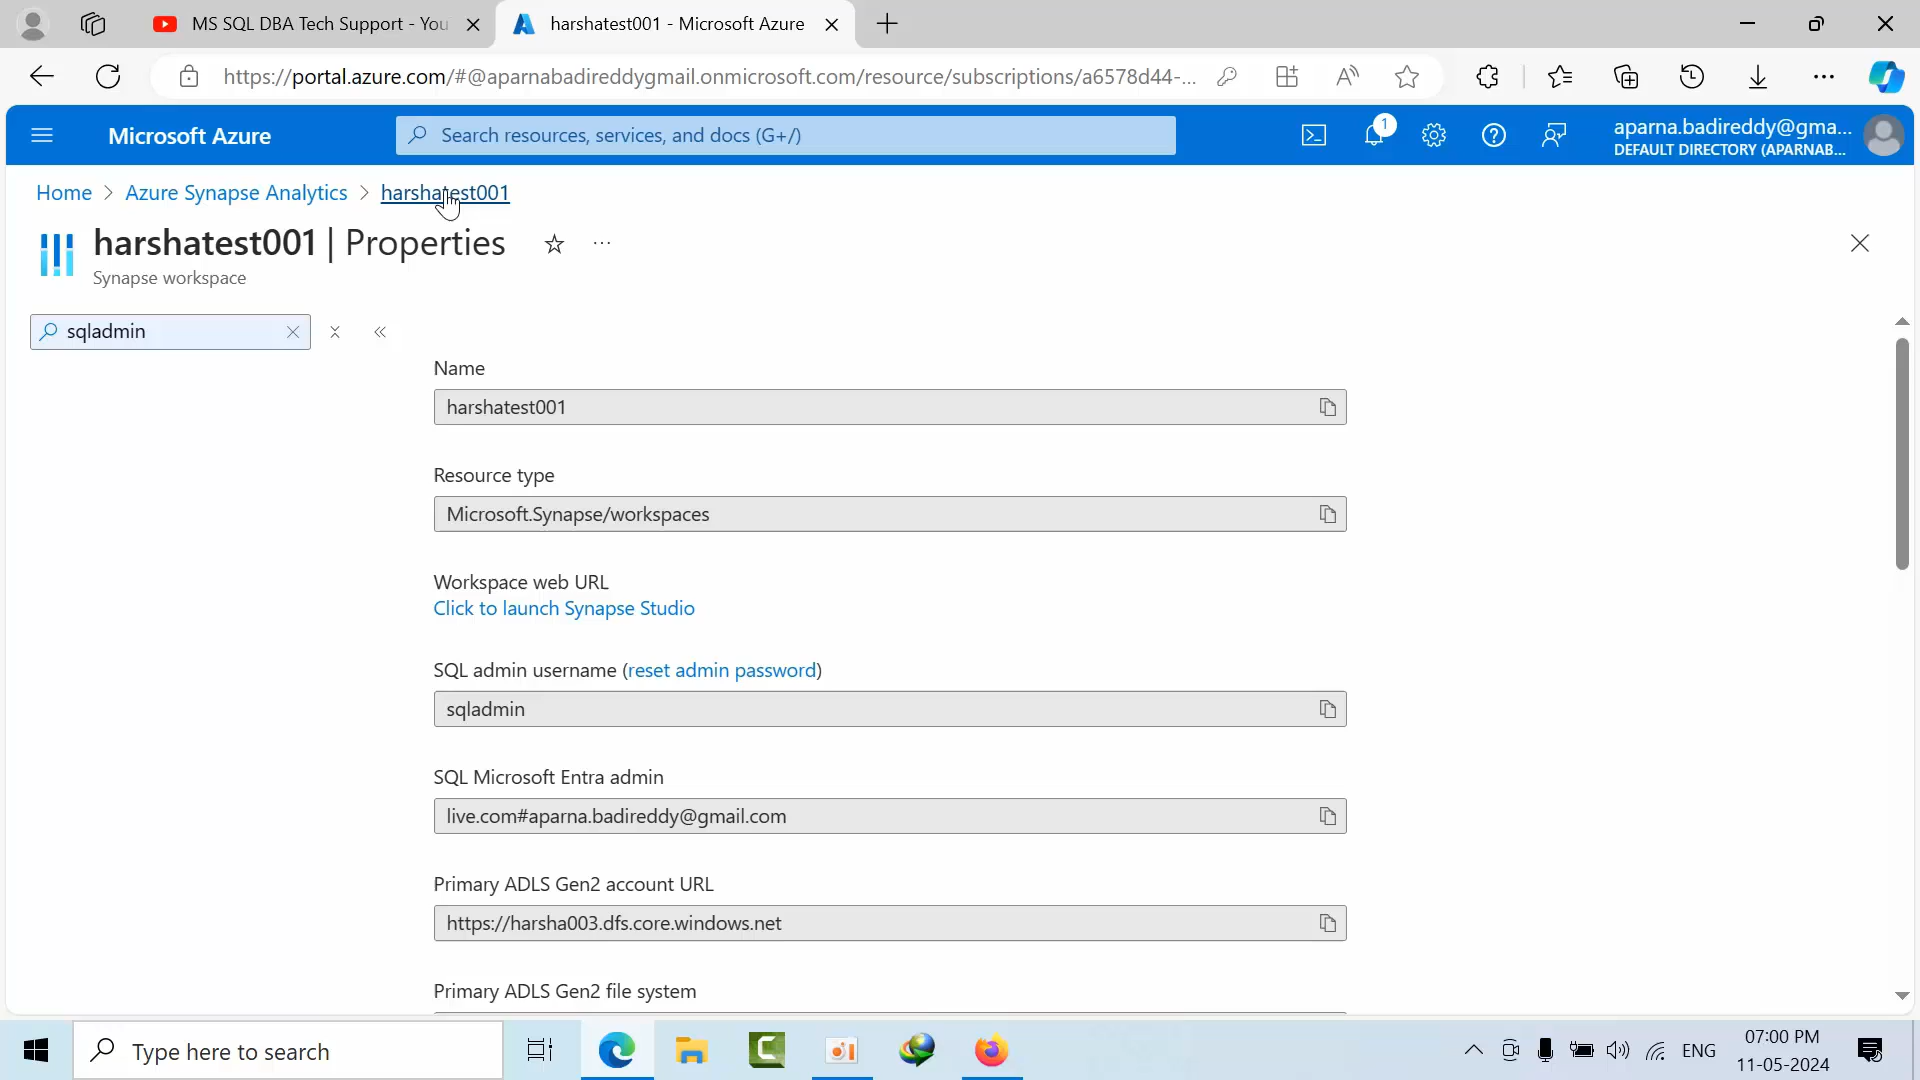 MS SQL DBA Tech Support - You
harshatest001 - Microsoft Azure
https://portal.azure.com/#@aparnabadireddygmail.onmicrosoft.com/resource/subscriptions/a6578d44-...
Microsoft Azure
Search resources, services, and docs (G+/)
1
aparna.badireddy@gma...
DEFAULT DIRECTORY (APARNAB...
Home > Azure Synapse Analytics > harshatest001
harshatest001 | Properties
Synapse workspace
sqladmin
Name
harshatest001
Resource type
Microsoft.Synapse/workspaces
Workspace web URL
Click to launch Synapse Studio
SQL admin username (reset admin password)
sqladmin
SQL Microsoft Entra admin
live.com#aparna.badireddy@gmail.com
Primary ADLS Gen2 account URL
https://harsha003.dfs.core.windows.net
Primary ADLS Gen2 file system
Type here to search
ENG
07:00 PM
11-05-2024